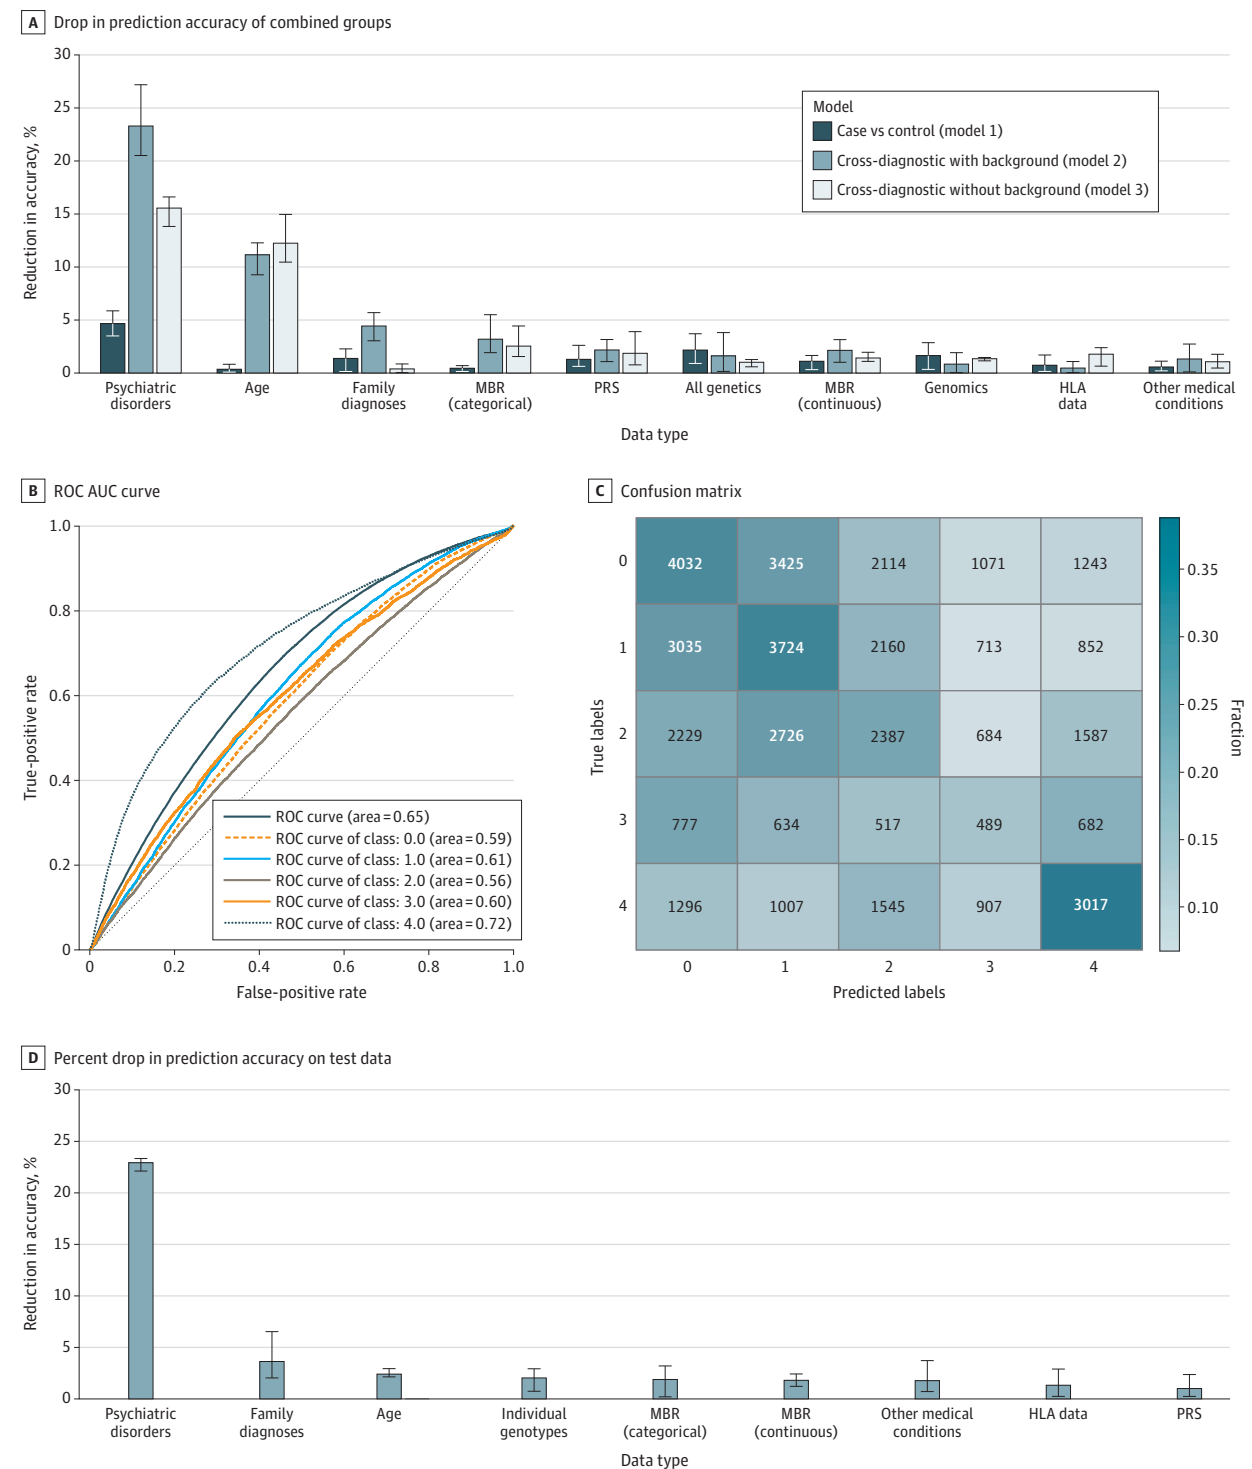 A Drop in prediction accuracy of combined groups
30
25
20
15
10
5
0
Reduction in accuracy, %
Model
Case vs control (model 1)
Cross-diagnostic with background (model 2)
Cross-diagnostic without background (model 3)
Psychiatric
disorders
Age
Family
diagnoses
MBR
(categorical)
PRS
All genetics
MBR
(continuous)
Genomics
HLA
data
Other medical
conditions
Data type
B ROC AUC curve
1.0
0.8
0.6
0.4
0.2
0
True-positive rate
ROC curve (area=0.65)
ROC curve of class: 0.0 (area=0.59)
ROC curve of class: 1.0 (area=0.61)
ROC curve of class: 2.0 (area=0.56)
ROC curve of class: 3.0 (area=0.60)
ROC curve of class: 4.0 (area=0.72)
0 0.2 0.4 0.6 0.8 1.0
False-positive rate
C Confusion matrix
True labels
0 4032 3425 2114 1071 1243
1 3035 3724 2160 713 852
2 2229 2726 2387 684 1587
3 777 634 517 489 682
4 1296 1007 1545 907 3017
0 1 2 3 4
Predicted labels
0.35
0.30
0.25
0.20
0.15
0.10
Fraction
D Percent drop in prediction accuracy on test data
30
25
20
15
10
5
0
Reduction in accuracy, %
Psychiatric
disorders
Family
diagnoses
Age
Individual
genotypes
MBR
(categorical)
MBR
(continuous)
Other medical
conditions
HLA data
PRS
Data type